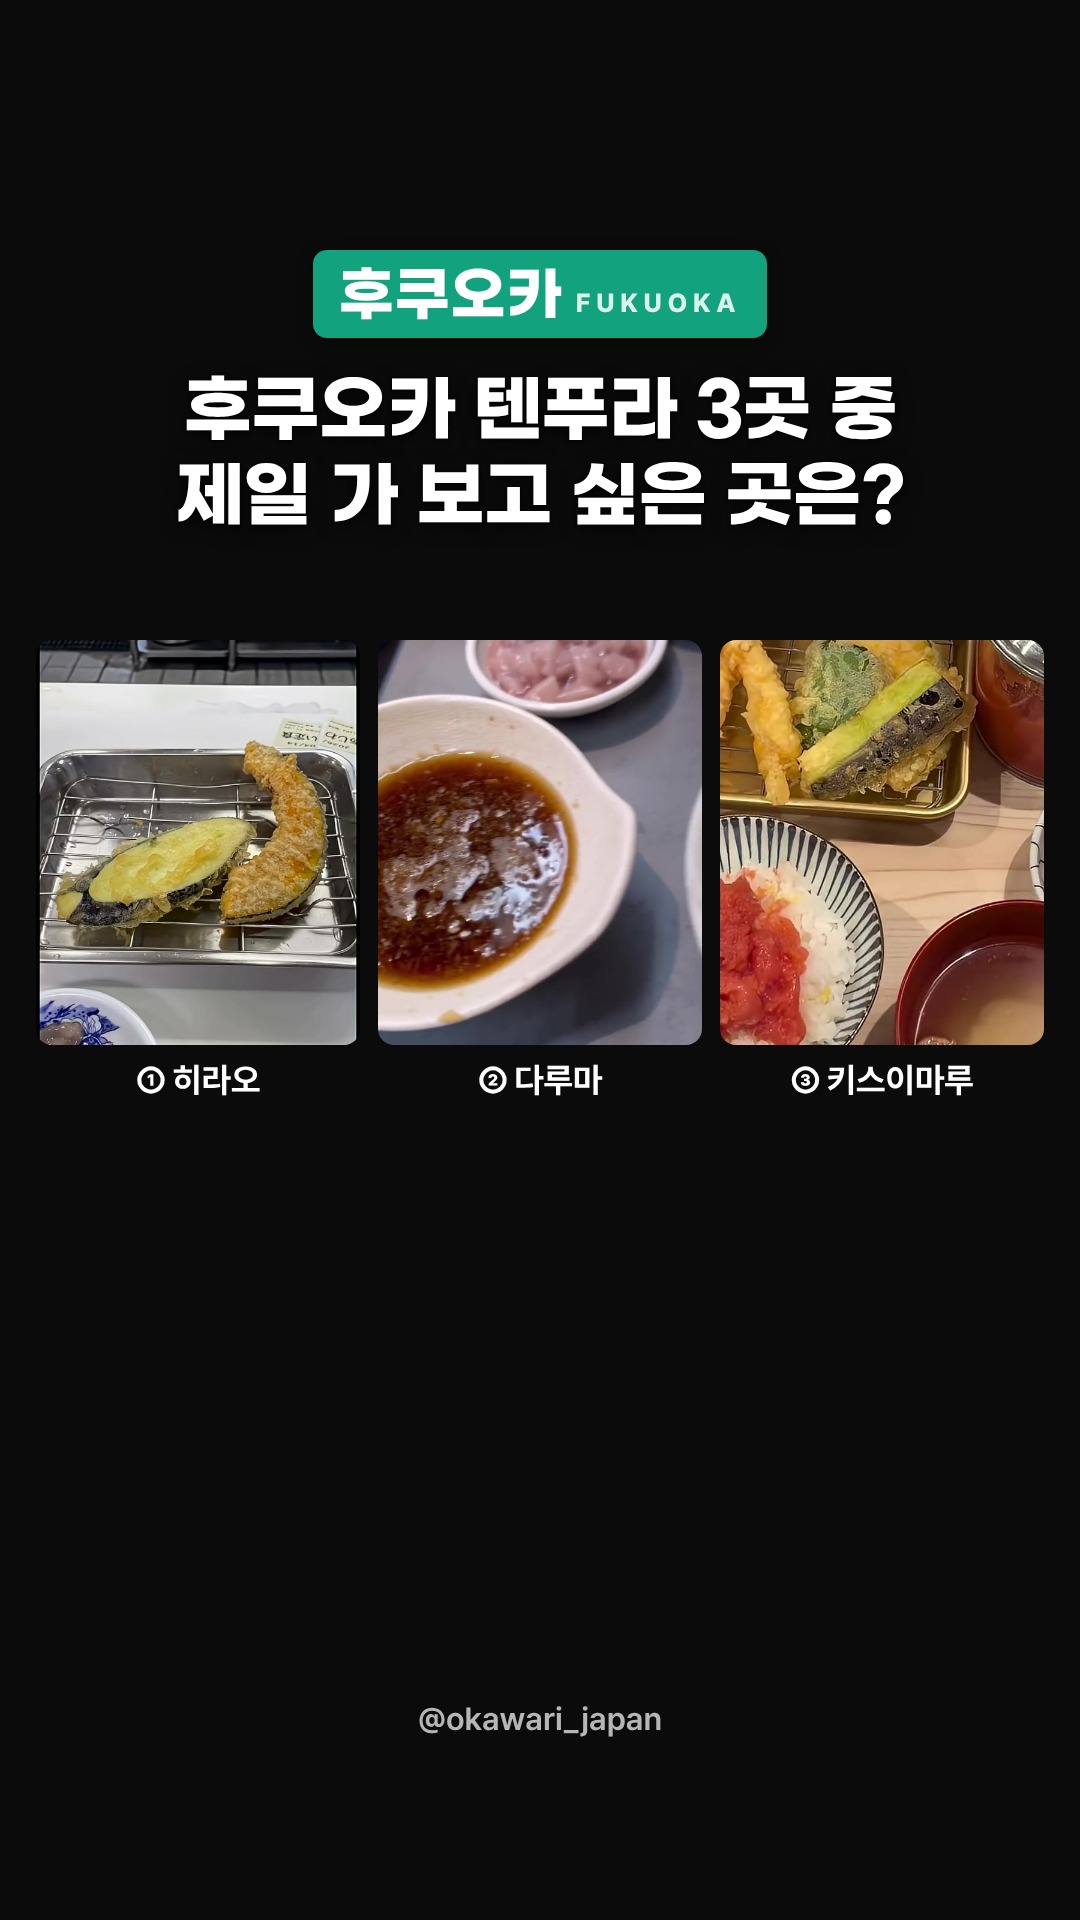 후쿠오카 FUKUOKA
후쿠오카 텐푸라 3곳 중
제일 가 보고 싶은 곳은?
① 히라오
② 다루마
③ 키스이마루
@okawari_japan